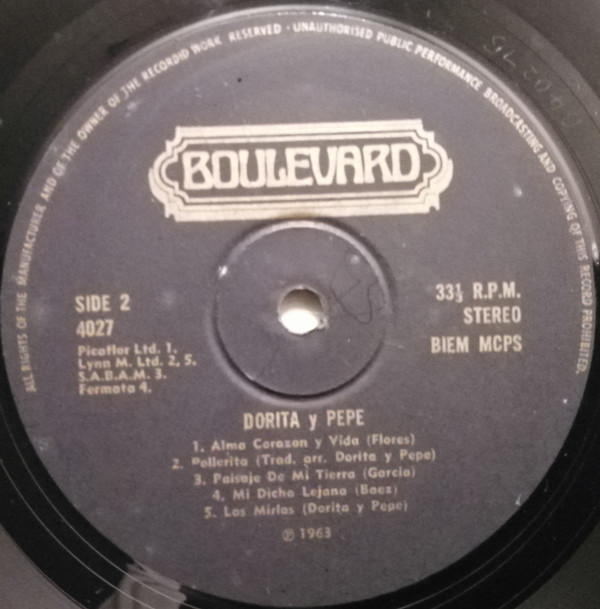 ALL RIGHTS OF THE MANUFACTURER AND OF THE OWNER OF THE RECORDID WORK RESERVED · UNAUTHORISED PUBLIC PERFORMANCE BROADCASTING AND COPYING OF THIS RECORD PROHIBITED.
BOULEVARD
SIDE 2
4027
Picaflor Ltd. 1.
Lynn M. Ltd. 2, 5.
S.A.B.A.M. 3.
Fermata 4.
33⅓ R.P.M.
STEREO
BIEM MCPS
DORITA y PEPE
1. Alma Corazon y Vida (Flores)
2. Pollerita (Trad. arr. Dorita y Pepe)
3. Paisaje De Mi Tierra (Garcia)
4. Mi Dicha Lejana (Baez)
5. Los Mirlas (Dorita y Pepe)
℗ 1963